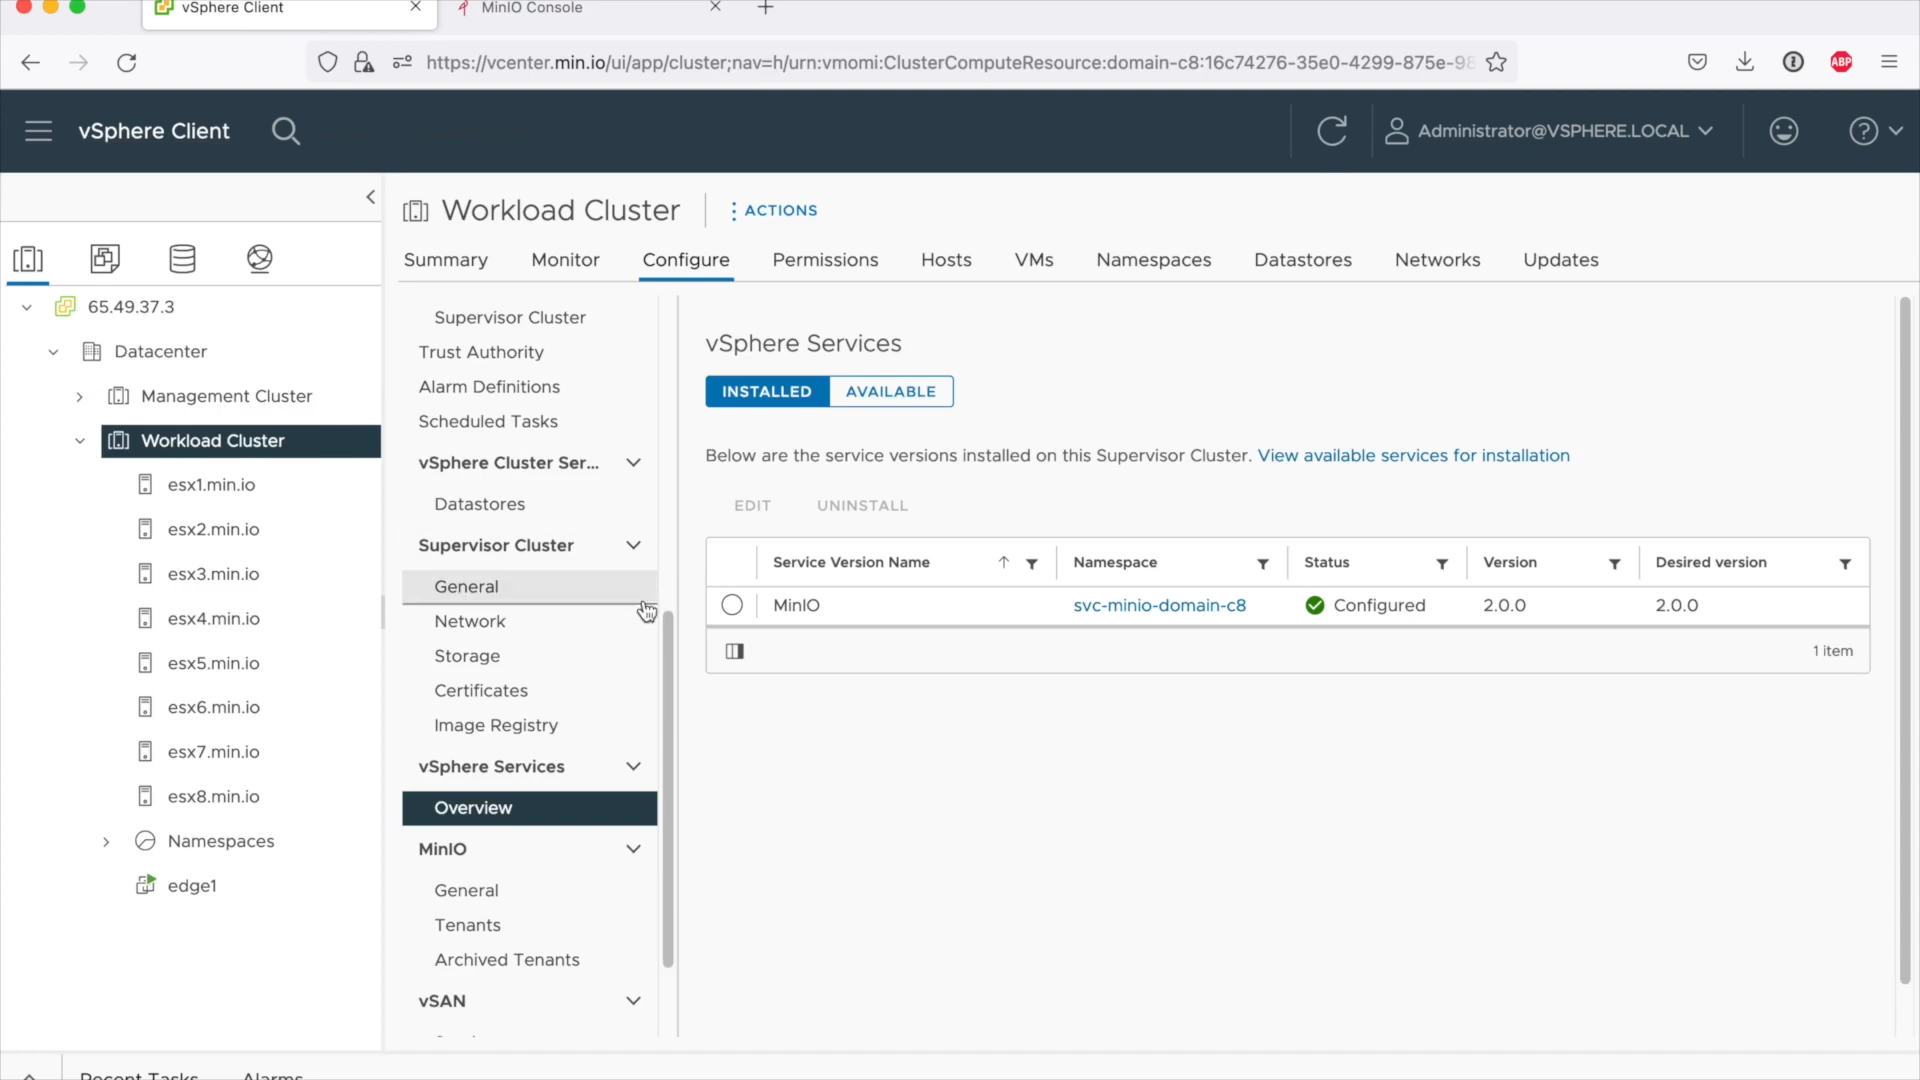 vSphere Client
MinIO Console
https://vcenter.min.io/ui/app/cluster;nav=h/urn:vmomi:ClusterComputeResource:domain-c8:16c74276-35e0-4299-875e-98
ABP
vSphere Client
Administrator@VSPHERE.LOCAL
Workload Cluster
ACTIONS
Summary Monitor Configure Permissions Hosts VMs Namespaces Datastores Networks Updates
65.49.37.3
Datacenter
Management Cluster
Workload Cluster
esx1.min.io
esx2.min.io
esx3.min.io
esx4.min.io
esx5.min.io
esx6.min.io
esx7.min.io
esx8.min.io
Namespaces
edge1
Supervisor Cluster
Trust Authority
Alarm Definitions
Scheduled Tasks
vSphere Cluster Ser...
Datastores
Supervisor Cluster
General
Network
Storage
Certificates
Image Registry
vSphere Services
Overview
MinIO
General
Tenants
Archived Tenants
vSAN
vSphere Services
INSTALLED AVAILABLE
Below are the service versions installed on this Supervisor Cluster. View available services for installation
EDIT UNINSTALL
Service Version Name Namespace Status Version Desired version
MinIO svc-minio-domain-c8 Configured 2.0.0 2.0.0
1 item
Recent Tasks Alarms